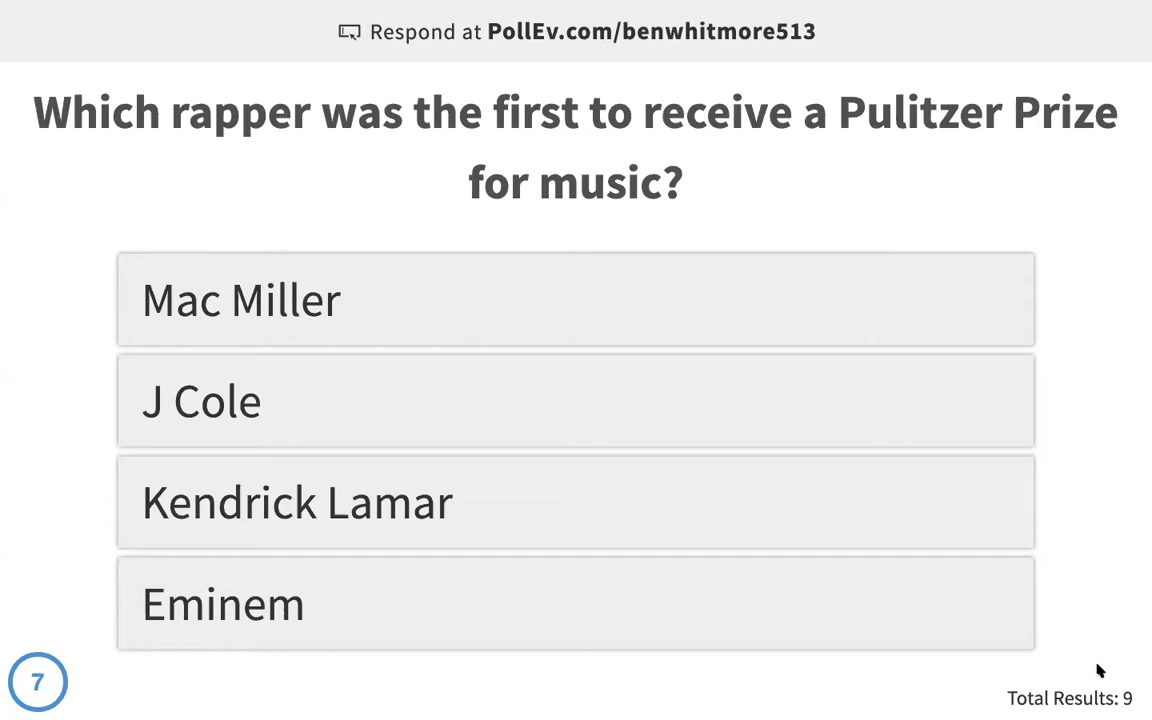 Respond at PollEv.com/benwhitmore513
Which rapper was the first to receive a Pulitzer Prize
for music?
Mac Miller
J Cole
Kendrick Lamar
Eminem
7
Total Results: 9